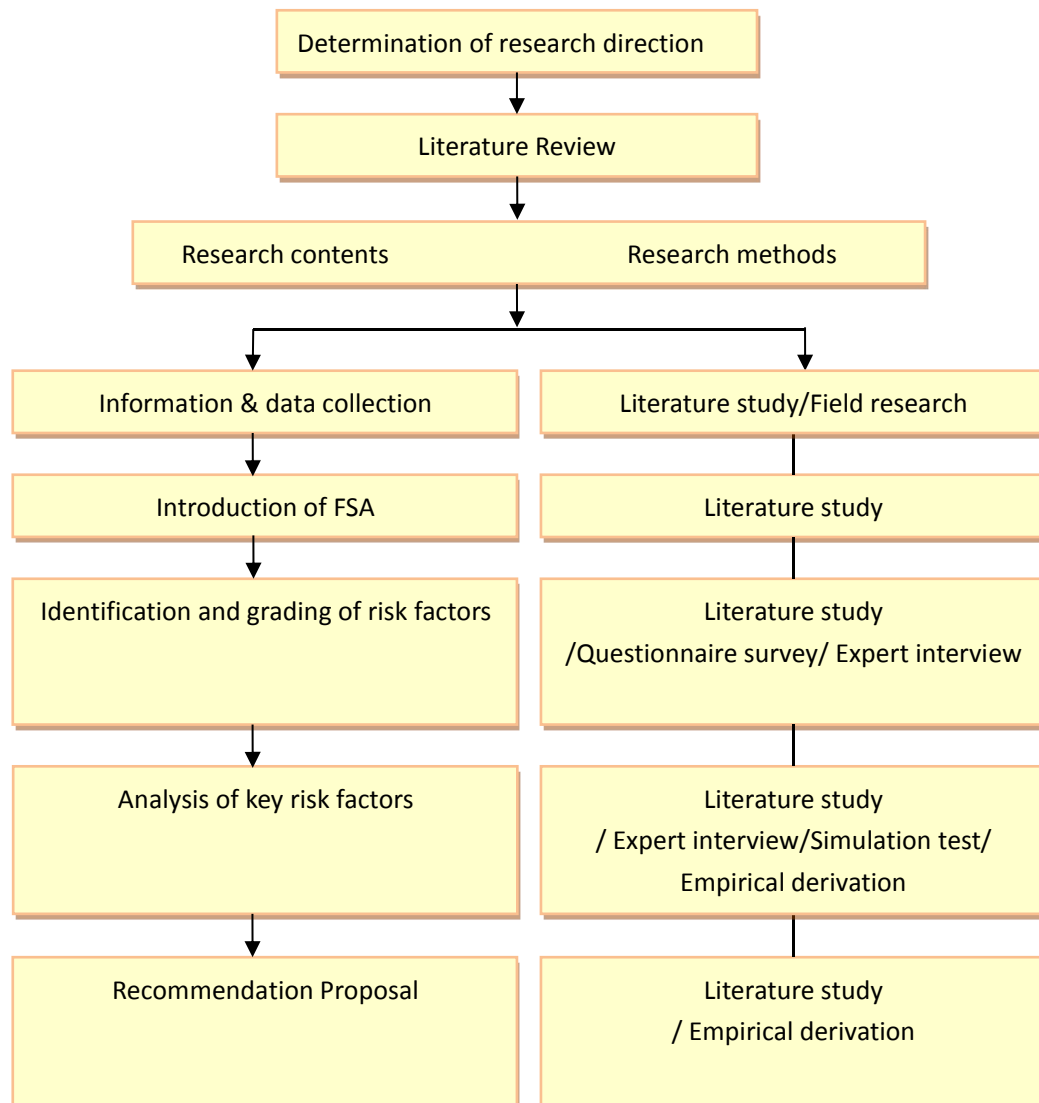 Determination of research direction
Literature Review
Research contents Research methods
Information & data collection
Literature study/Field research
Introduction of FSA
Literature study
Identification and grading of risk factors
Literature study
/Questionnaire survey/ Expert interview
Analysis of key risk factors
Literature study
/ Expert interview/Simulation test/
Empirical derivation
Recommendation Proposal
Literature study
/ Empirical derivation